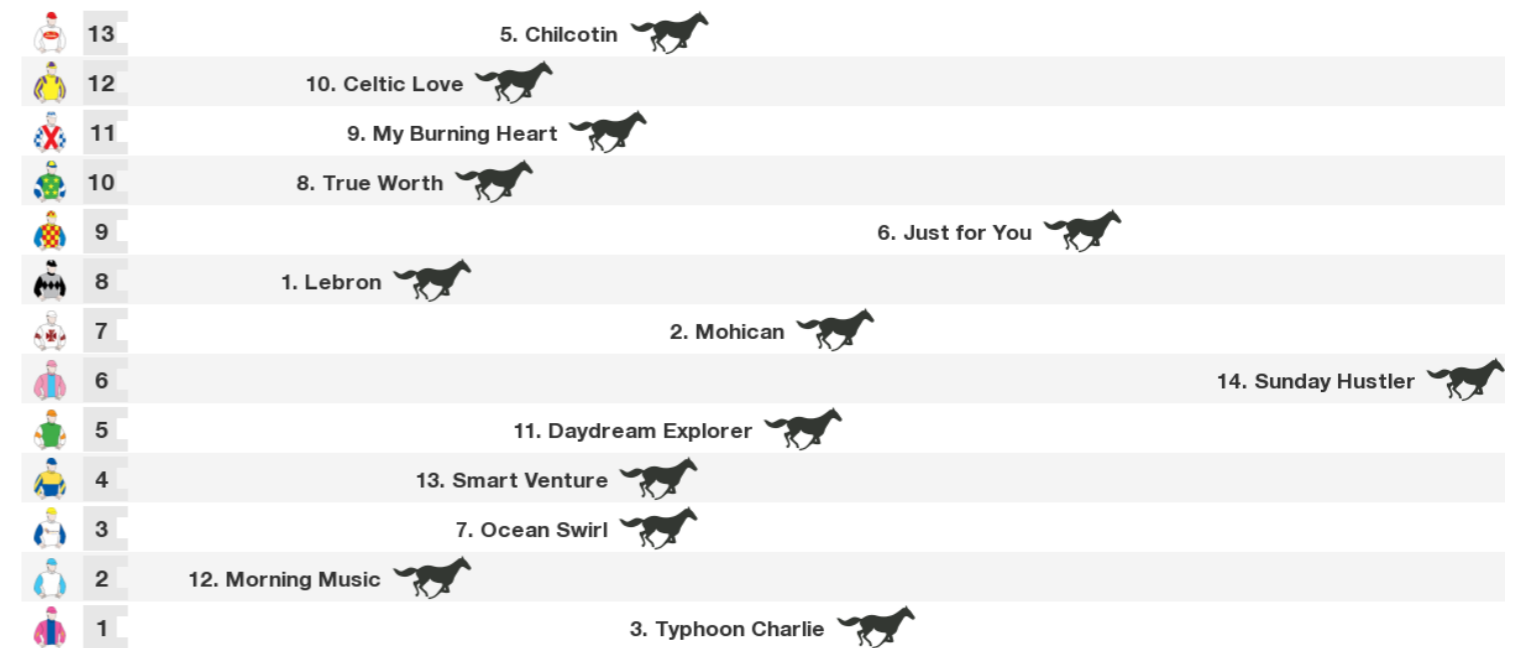 13 5. Chilcotin
12 10. Celtic Love
11 9. My Burning Heart
10 8. True Worth
9 6. Just for You
8 1. Lebron
7 2. Mohican
6 14. Sunday Hustler
5 11. Daydream Explorer
4 13. Smart Venture
3 7. Ocean Swirl
2 12. Morning Music
1 3. Typhoon Charlie